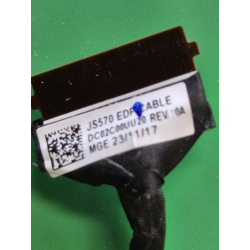 JS570 EDP CABLE
DC02C00UU20 REV:0A
MGE 23/11/17